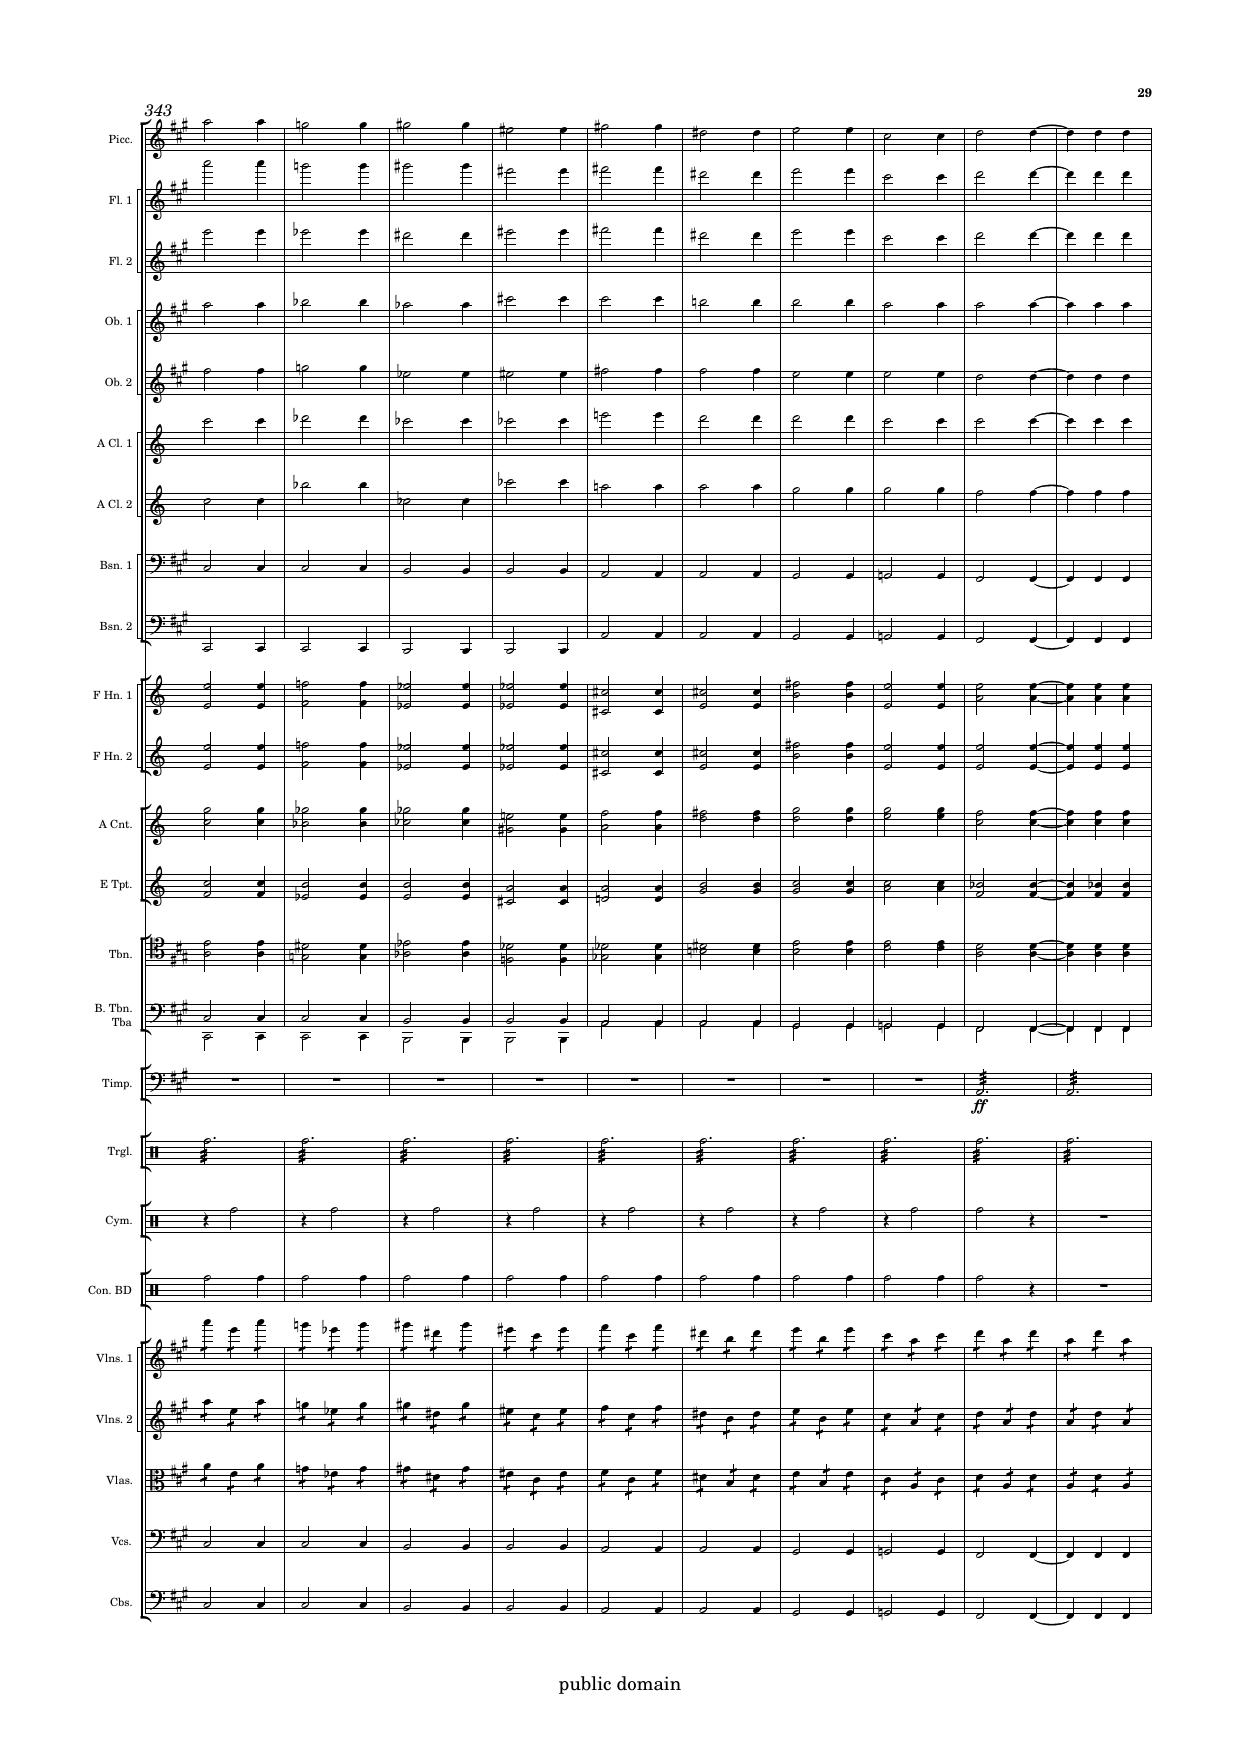 29
343
Picc.
Fl. 1
Fl. 2
Ob. 1
Ob. 2
A Cl. 1
A Cl. 2
Bsn. 1
Bsn. 2
F Hn. 1
F Hn. 2
A Cnt.
E Tpt.
Tbn.
B. Tbn.
Tba
Timp.
ff
Trgl.
Cym.
Con. BD
Vlns. 1
Vlns. 2
Vlas.
Vcs.
Cbs.
public domain